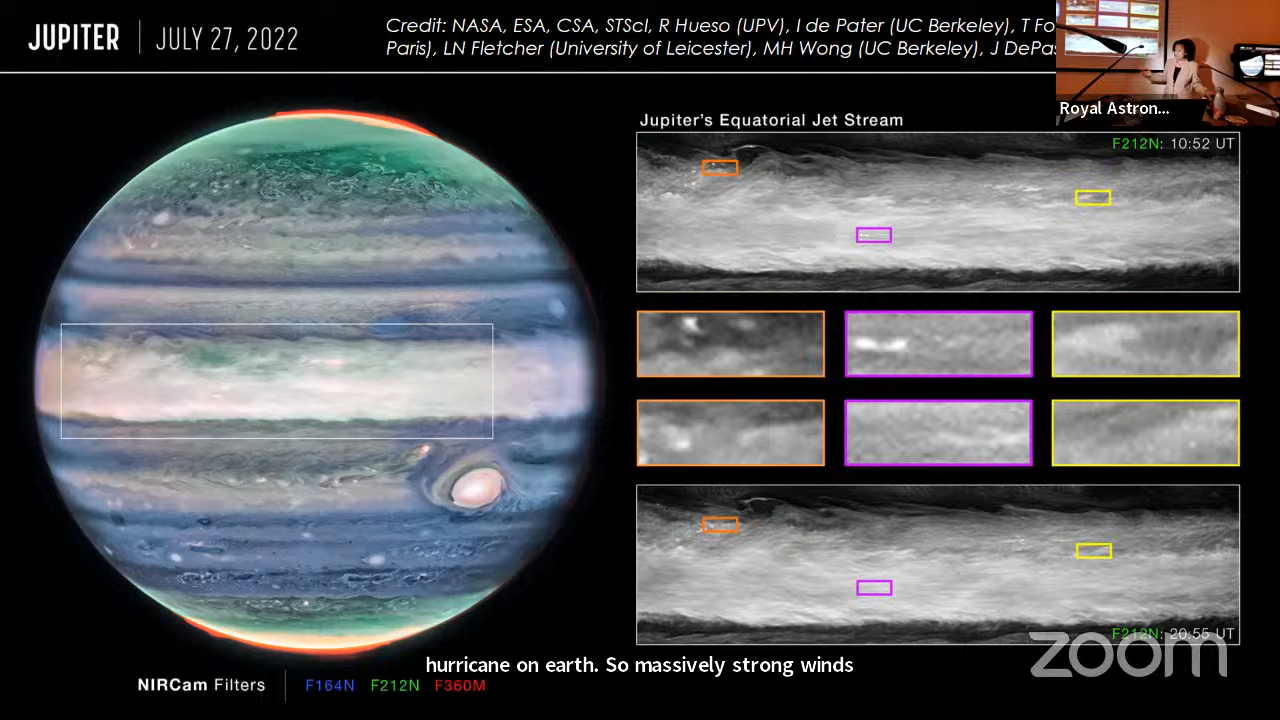 JUPITER | JULY 27, 2022
Credit: NASA, ESA, CSA, STScI, R Hueso (UPV), I de Pater (UC Berkeley), T Fo
Paris), LN Fletcher (University of Leicester), MH Wong (UC Berkeley), J DePas
Royal Astron...
Jupiter's Equatorial Jet Stream
F212N: 10:52 UT
F212N: 20:55 UT
zoom
hurricane on earth. So massively strong winds
NIRCam Filters | F164N F212N F360M